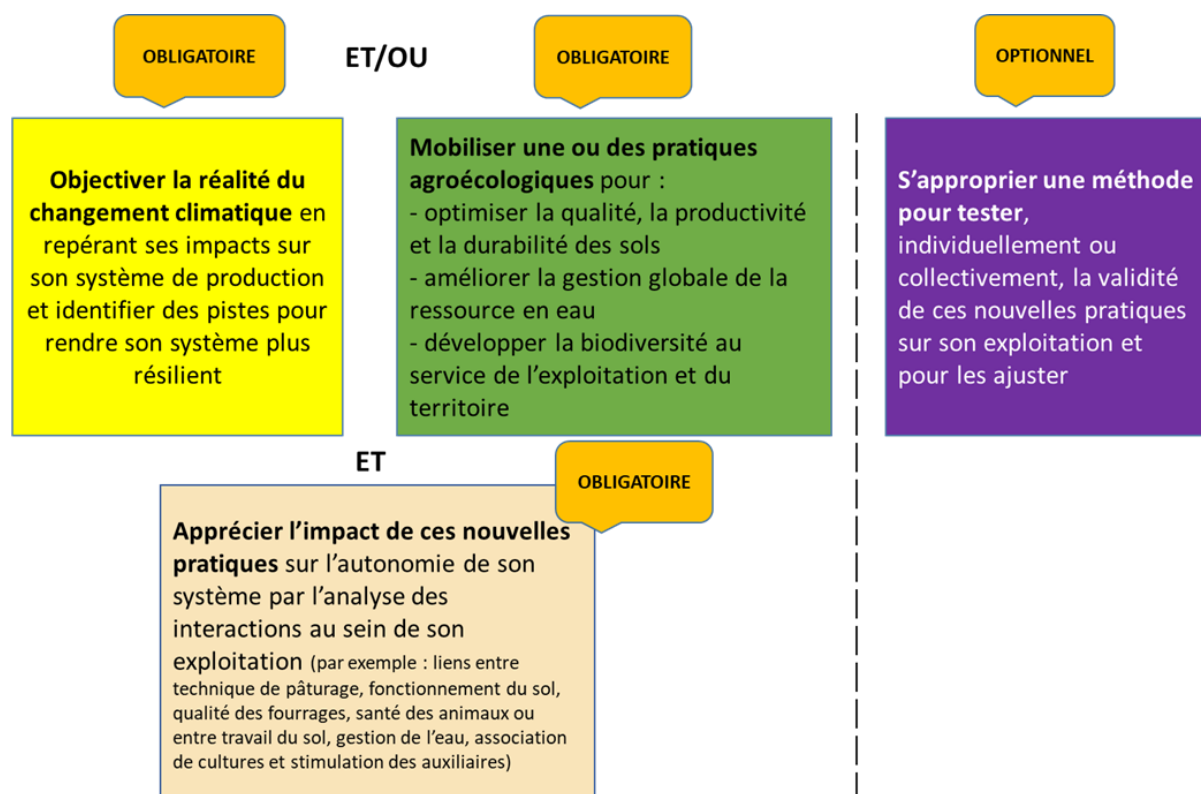 OBLIGATOIRE
ET/OU
OBLIGATOIRE
OPTIONNEL
Objectiver la réalité du
changement climatique en
repérant ses impacts sur
son système de production
et identifier des pistes pour
rendre son système plus
résilient
Mobiliser une ou des pratiques
agroécologiques pour :
- optimiser la qualité, la productivité
et la durabilité des sols
- améliorer la gestion globale de la
ressource en eau
- développer la biodiversité au
service de l’exploitation et du
territoire
S’approprier une méthode
pour tester,
individuellement ou
collectivement, la validité
de ces nouvelles pratiques
sur son exploitation et
pour les ajuster
ET
OBLIGATOIRE
Apprécier l’impact de ces nouvelles
pratiques sur l’autonomie de son
système par l’analyse des
interactions au sein de son
exploitation (par exemple : liens entre
technique de pâturage, fonctionnement du sol,
qualité des fourrages, santé des animaux ou
entre travail du sol, gestion de l’eau, association
de cultures et stimulation des auxiliaires)